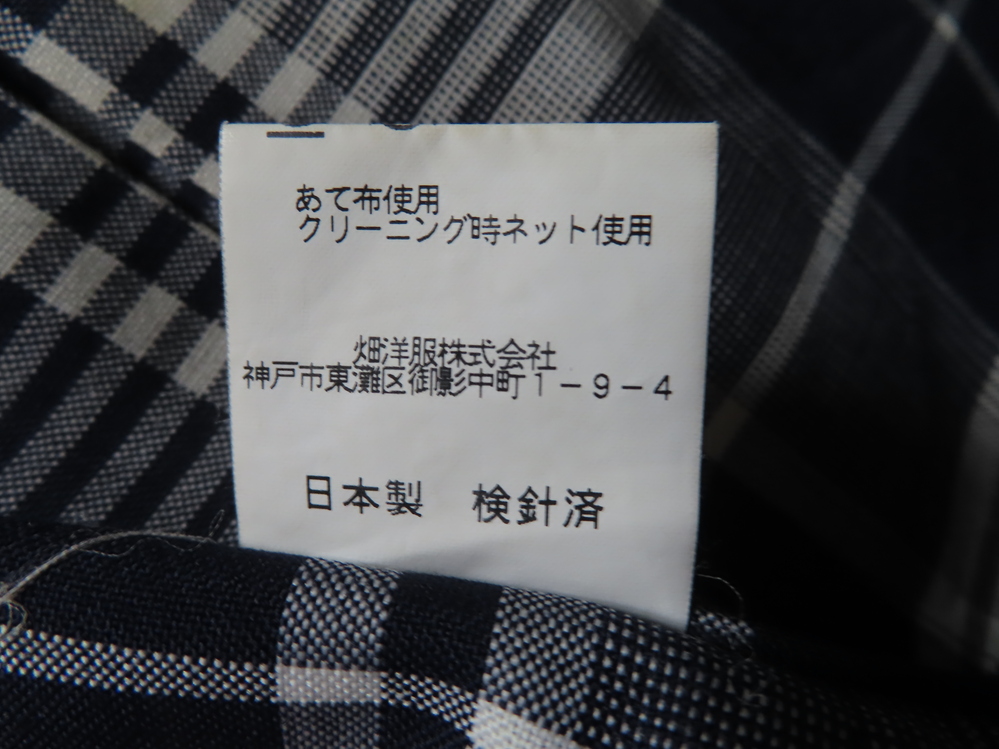 あて布使用
クリーニング時ネット使用
畑洋服株式会社
神戸市東灘区御影中町1-9-4
日本製 検針済